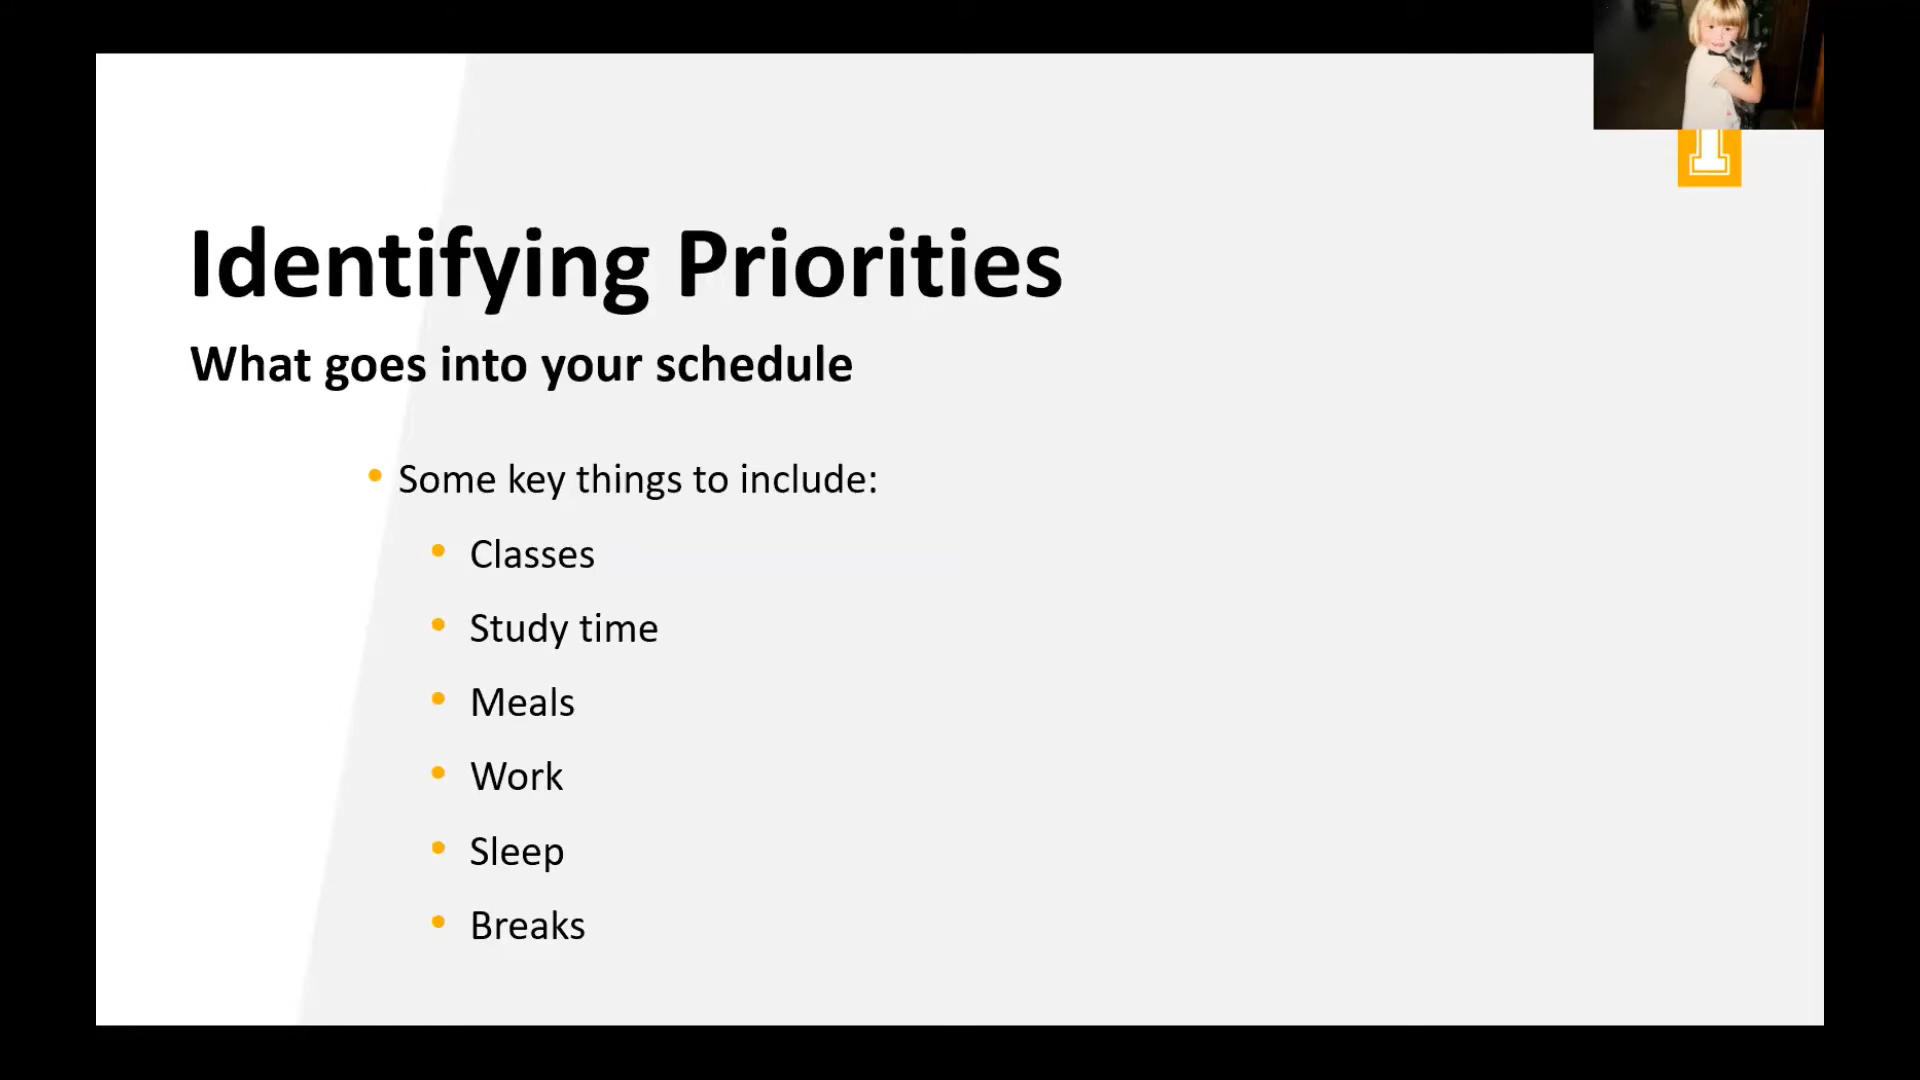 Identifying Priorities
What goes into your schedule
Some key things to include:
Classes
Study time
Meals
Work
Sleep
Breaks